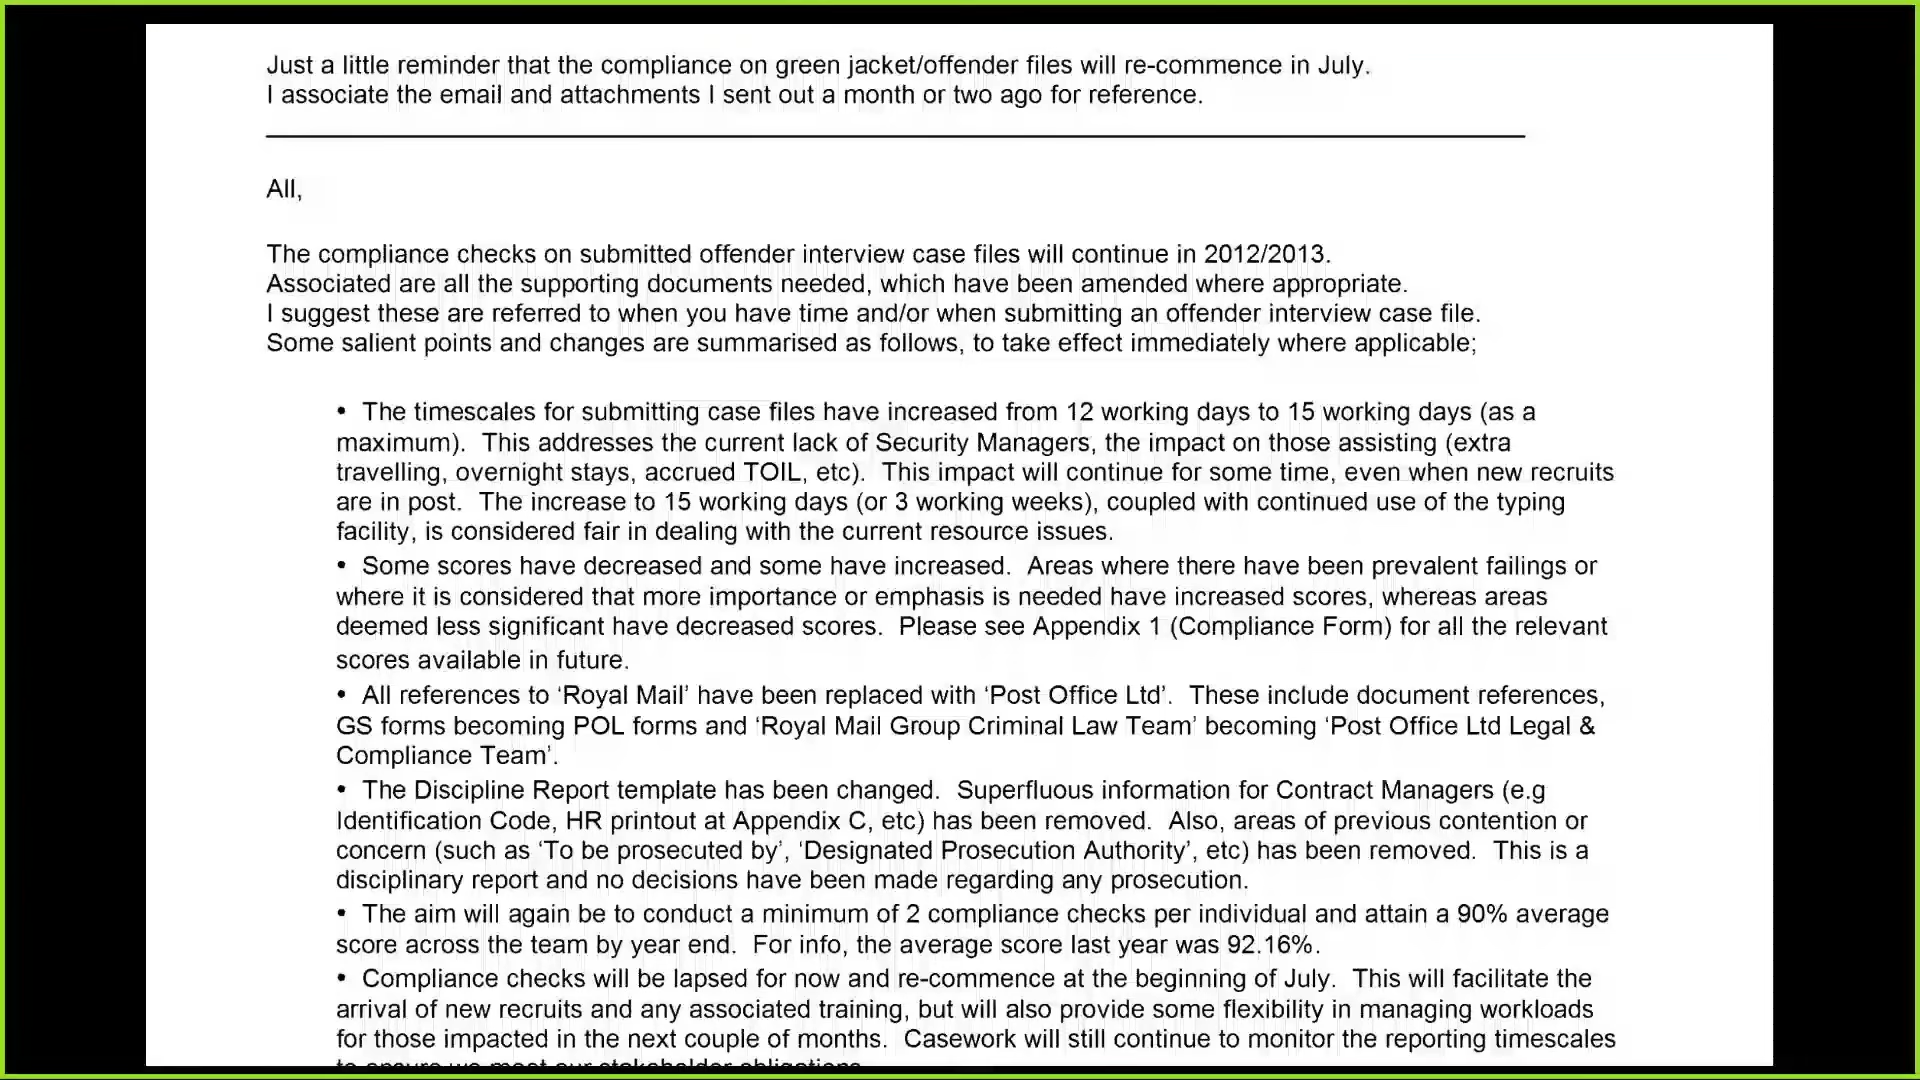 Just a little reminder that the compliance on green jacket/offender files will re-commence in July.
I associate the email and attachments I sent out a month or two ago for reference.
All,
The compliance checks on submitted offender interview case files will continue in 2012/2013.
Associated are all the supporting documents needed, which have been amended where appropriate.
I suggest these are referred to when you have time and/or when submitting an offender interview case file.
Some salient points and changes are summarised as follows, to take effect immediately where applicable;
• The timescales for submitting case files have increased from 12 working days to 15 working days (as a
maximum). This addresses the current lack of Security Managers, the impact on those assisting (extra
travelling, overnight stays, accrued TOIL, etc). This impact will continue for some time, even when new recruits
are in post. The increase to 15 working days (or 3 working weeks), coupled with continued use of the typing
facility, is considered fair in dealing with the current resource issues.
• Some scores have decreased and some have increased. Areas where there have been prevalent failings or
where it is considered that more importance or emphasis is needed have increased scores, whereas areas
deemed less significant have decreased scores. Please see Appendix 1 (Compliance Form) for all the relevant
scores available in future.
• All references to ‘Royal Mail’ have been replaced with ‘Post Office Ltd’. These include document references,
GS forms becoming POL forms and ‘Royal Mail Group Criminal Law Team’ becoming ‘Post Office Ltd Legal &
Compliance Team’.
• The Discipline Report template has been changed. Superfluous information for Contract Managers (e.g
Identification Code, HR printout at Appendix C, etc) has been removed. Also, areas of previous contention or
concern (such as ‘To be prosecuted by’, ‘Designated Prosecution Authority’, etc) has been removed. This is a
disciplinary report and no decisions have been made regarding any prosecution.
• The aim will again be to conduct a minimum of 2 compliance checks per individual and attain a 90% average
score across the team by year end. For info, the average score last year was 92.16%.
• Compliance checks will be lapsed for now and re-commence at the beginning of July. This will facilitate the
arrival of new recruits and any associated training, but will also provide some flexibility in managing workloads
for those impacted in the next couple of months. Casework will still continue to monitor the reporting timescales
to ensure we meet our stakeholder obligations